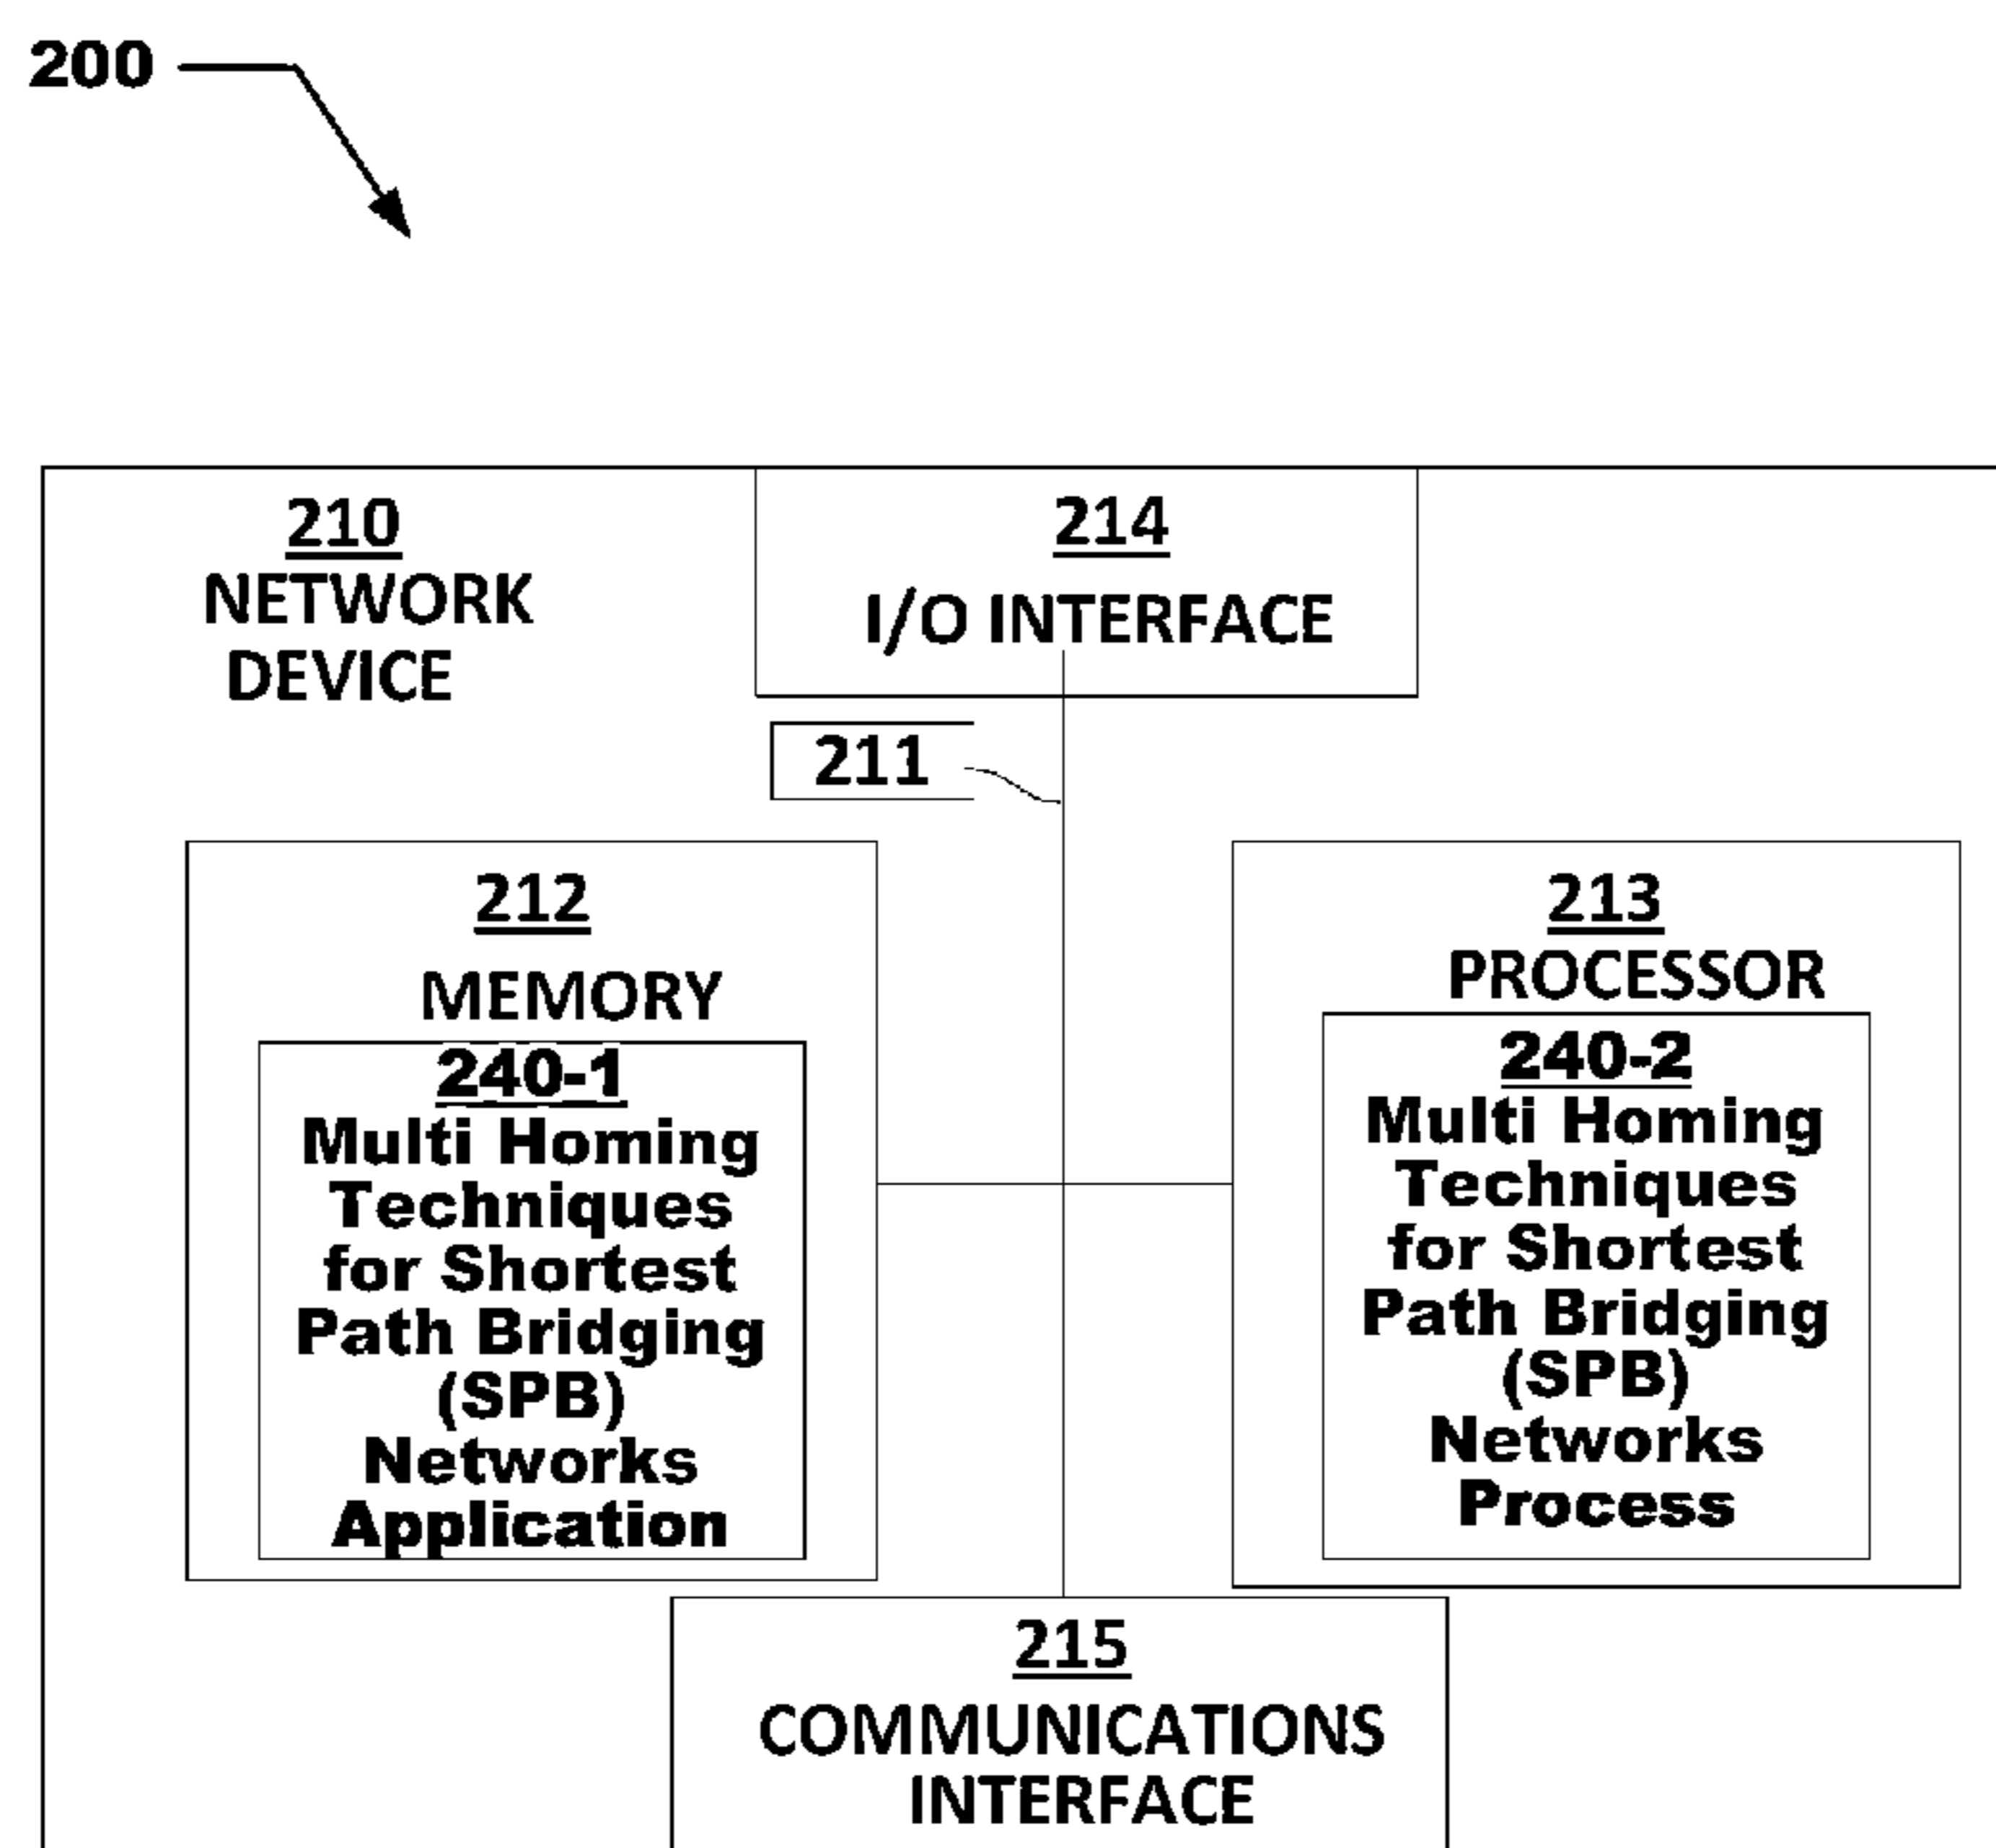 200
210
NETWORK
DEVICE
214
I/O INTERFACE
211
212
MEMORY
240-1
Multi Homing
Techniques
for Shortest
Path Bridging
(SPB)
Networks
Application
213
PROCESSOR
240-2
Multi Homing
Techniques
for Shortest
Path Bridging
(SPB)
Networks
Process
215
COMMUNICATIONS
INTERFACE